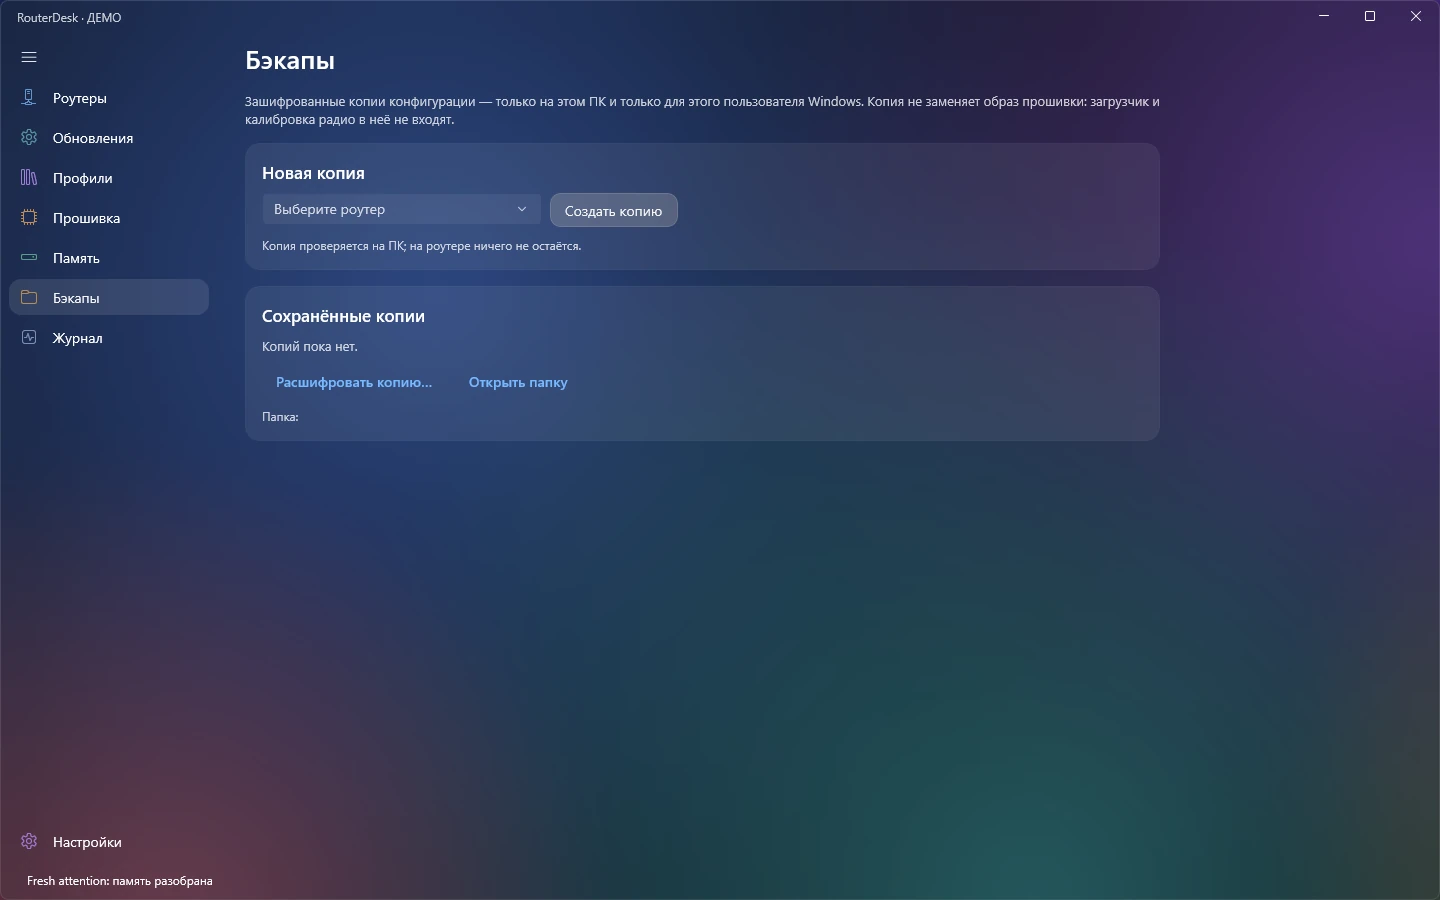 RouterDesk · ДЕМО
Бэкапы
Роутеры
Зашифрованные копии конфигурации — только на этом ПК и только для этого пользователя Windows. Копия не заменяет образ прошивки: загрузчик и
калибровка радио в неё не входят.
Обновления
Профили
Прошивка
Память
Бэкапы
Журнал
Новая копия
Выберите роутер
Создать копию
Копия проверяется на ПК; на роутере ничего не остаётся.
Сохранённые копии
Копий пока нет.
Расшифровать копию...
Открыть папку
Папка:
Настройки
Fresh attention: память разобрана